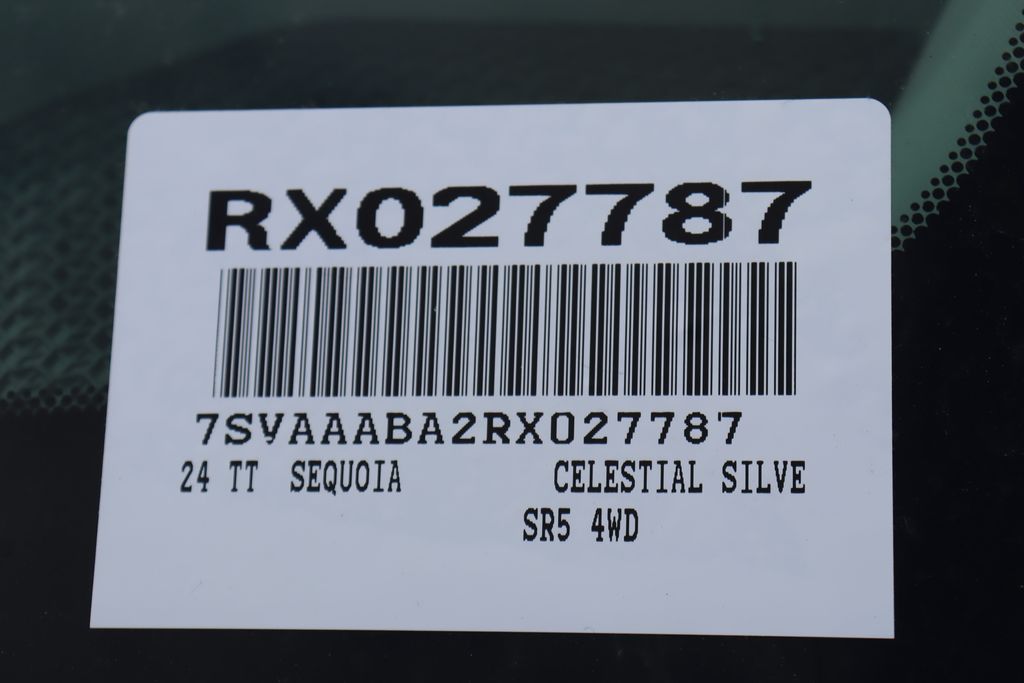 RX027787
7SVAAABA2RX027787
24 TT SEQUOIA CELESTIAL SILVE
SR5 4WD